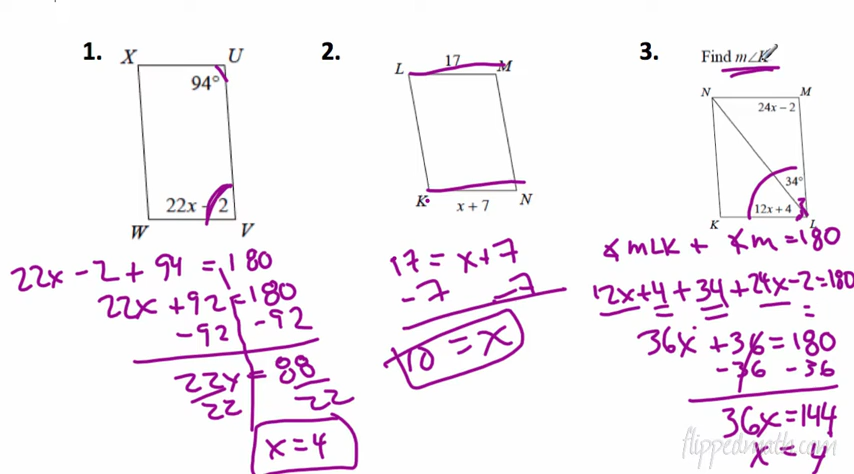 1.
X
U
94°
22x - 2
W
V
22x - 2 + 94 = 180
22x + 92 = 180
-92 -92
22x = 88
22 22
x = 4
2.
L
17
M
K
x + 7
N
17 = x + 7
-7 -7
10 = x
3.
Find m∠K
N
M
24x − 2
34°
12x + 4
K
L
∡ MLK + ∡ M = 180
12x + 4 + 34 + 24x - 2 = 180
36x + 36 = 180
-36 -36
36x = 144
x = 4
flippedmath.com